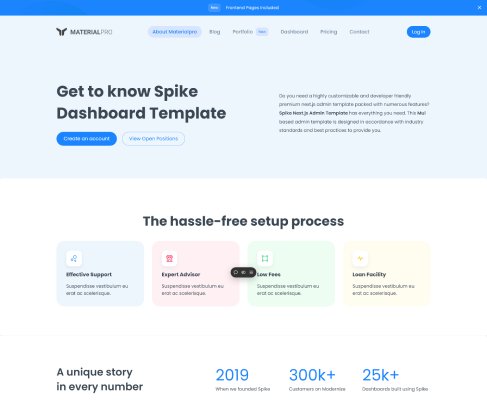 New Frontend Pages Included!
MATERIALPRO About Materialpro Blog Portfolio New Dashboard Pricing Contact Log In
Get to know Spike
Dashboard Template
Create an account View Open Positions
Do you need a highly customizable and developer friendly
premium next.js admin template packed with numerous features?
Spike Next.js Admin Template has everything you need. This MUI
based admin template is designed in accordance with industry
standards and best practices to provide you.
The hassle-free setup process
Effective Support
Suspendisse vestibulum eu
erat ac scelerisque.
Expert Advisor
Suspendisse vestibulum eu
erat ac scelerisque.
Low Fees
Suspendisse vestibulum eu
erat ac scelerisque.
Loan Facility
Suspendisse vestibulum eu
erat ac scelerisque.
A unique story
in every number
2019
When we founded Spike
300k+
Customers on Modernize
25k+
Dashboards built using Spike